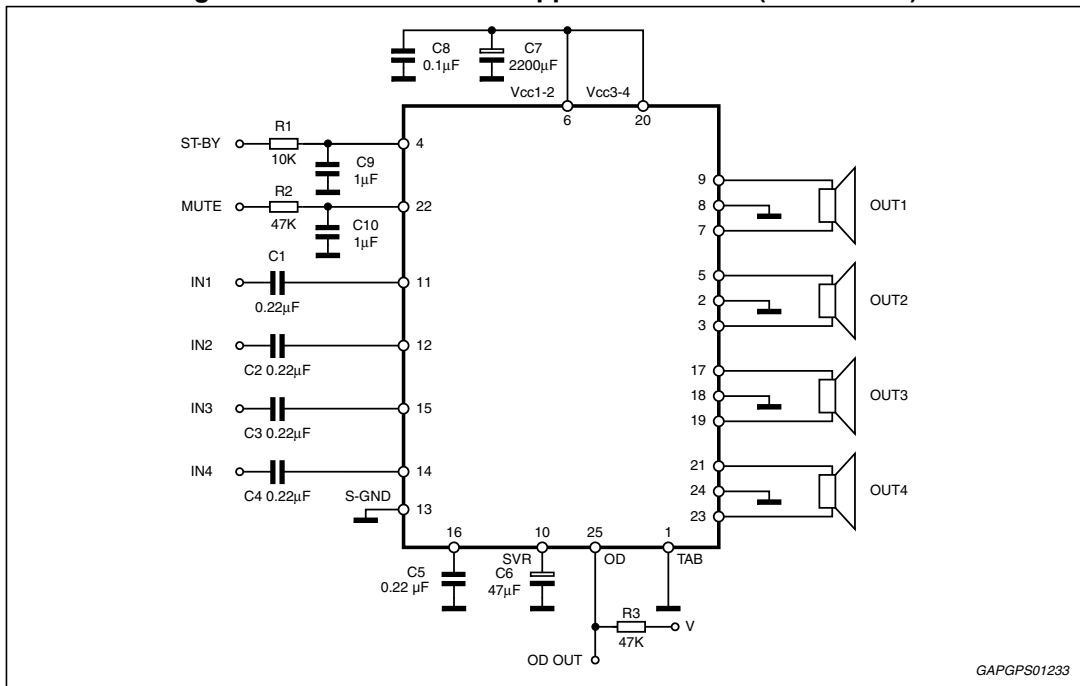 C8
0.1µF
C7
2200µF
Vcc1-2
Vcc3-4
6
20
ST-BY
R1
10K
4
C9
1µF
MUTE
R2
47K
22
C10
1µF
IN1
C1
0.22µF
11
IN2
C2 0.22µF
12
IN3
C3 0.22µF
15
IN4
C4 0.22µF
14
S-GND
13
9
8
7
OUT1
5
2
3
OUT2
17
18
19
OUT3
21
24
23
OUT4
16
10
25
1
SVR
OD
TAB
C5
0.22 µF
C6
47µF
R3
47K
V
OD OUT
GAPGPS01233